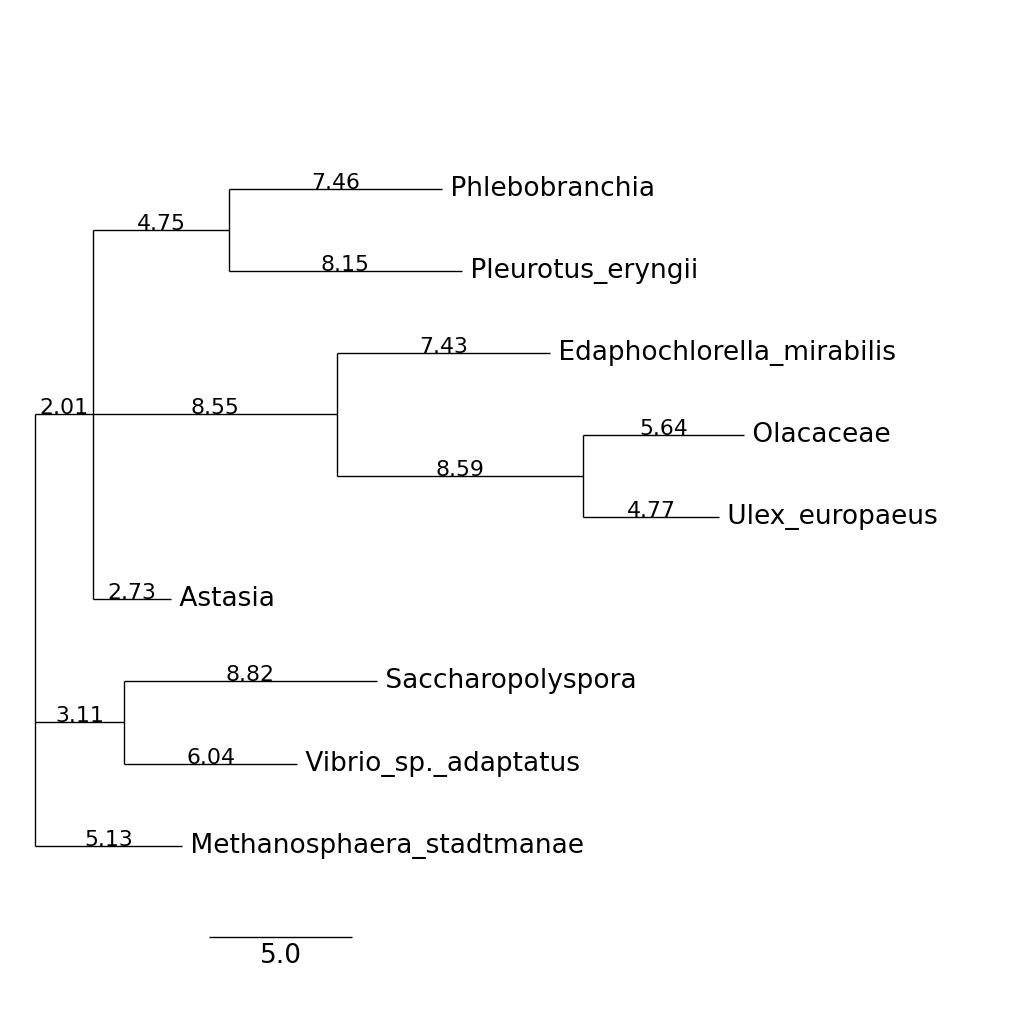 7.46 Phlebobranchia
4.75
8.15 Pleurotus_eryngii
7.43 Edaphochlorella_mirabilis
2.01 8.55
5.64 Olacaceae
8.59
4.77 Ulex_europaeus
2.73 Astasia
8.82 Saccharopolyspora
3.11
6.04 Vibrio_sp._adaptatus
5.13 Methanosphaera_stadtmanae
5.0